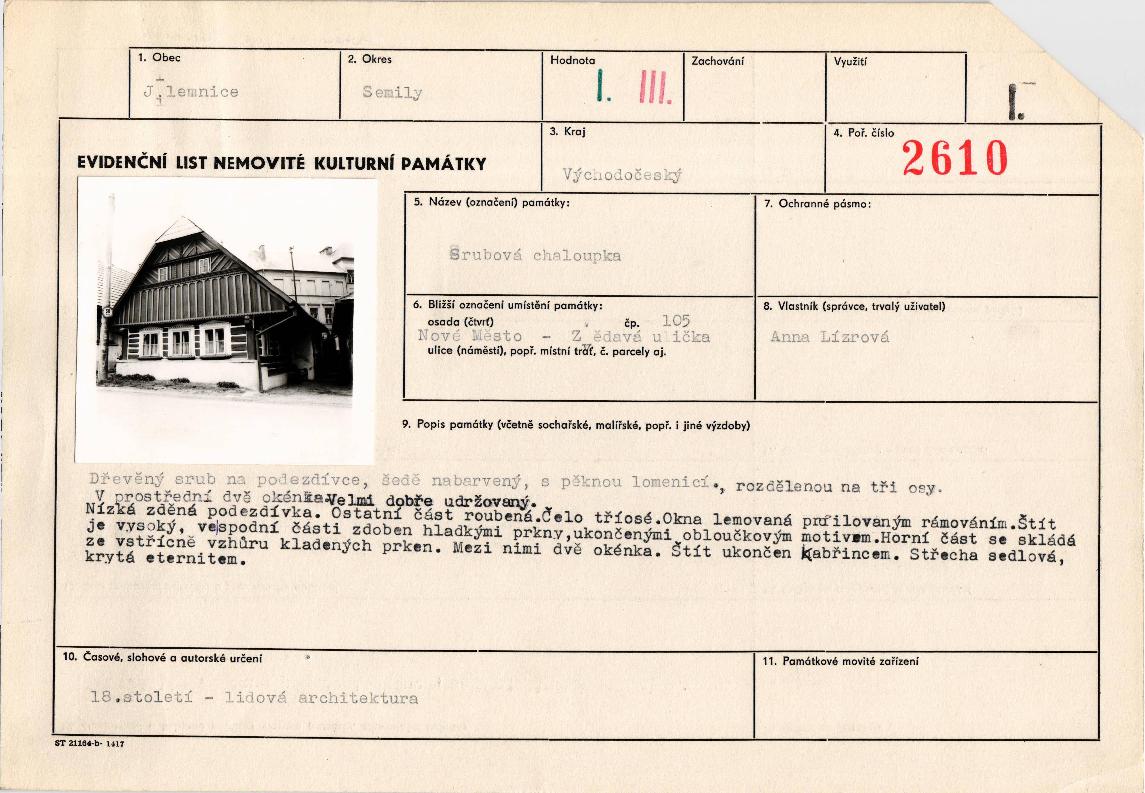 1. Obec
Jilemnice
2. Okres
Semily
Hodnota
I. III.
Zachování
Využití
I.
EVIDENČNÍ LIST NEMOVITÉ KULTURNÍ PAMÁTKY
3. Kraj
Východočeský
4. Poř. číslo
2610
5. Název (označení) památky:
Srubová chaloupka
7. Ochranné pásmo:
6. Bližší označení umístění památky:
osada (čtvrť) čp. 105
Nové Město - Zvědavá ulička
ulice (náměstí), popř. místní trať, č. parcely aj.
8. Vlastník (správce, trvalý uživatel)
Anna Lízrová
9. Popis památky (včetně sochařské, malířské, popř. i jiné výzdoby)
Dřevěný srub na podezdívce, šedě nabarvený, s pěknou lomenicí., rozdělenou na tři osy.
V prostřední dvě okénka.Velmi dobře udržovaný.
Nízká zděná podezdívka. Ostatní část roubená.Čelo tříosé.Okna lemovaná profilovaným rámováním.Štít
je vysoký, ve spodní části zdoben hladkými prkny,ukončenými obloučkovým motivem.Horní část se skládá
ze vstřícně vzhůru kladených prken. Mezi nimi dvě okénka. Štít ukončen kabřincem. Střecha sedlová,
krytá eternitem.
10. Časové, slohové a autorské určení
18.století - lidová architektura
11. Památkové movité zařízení
ST 21164-b- 1417